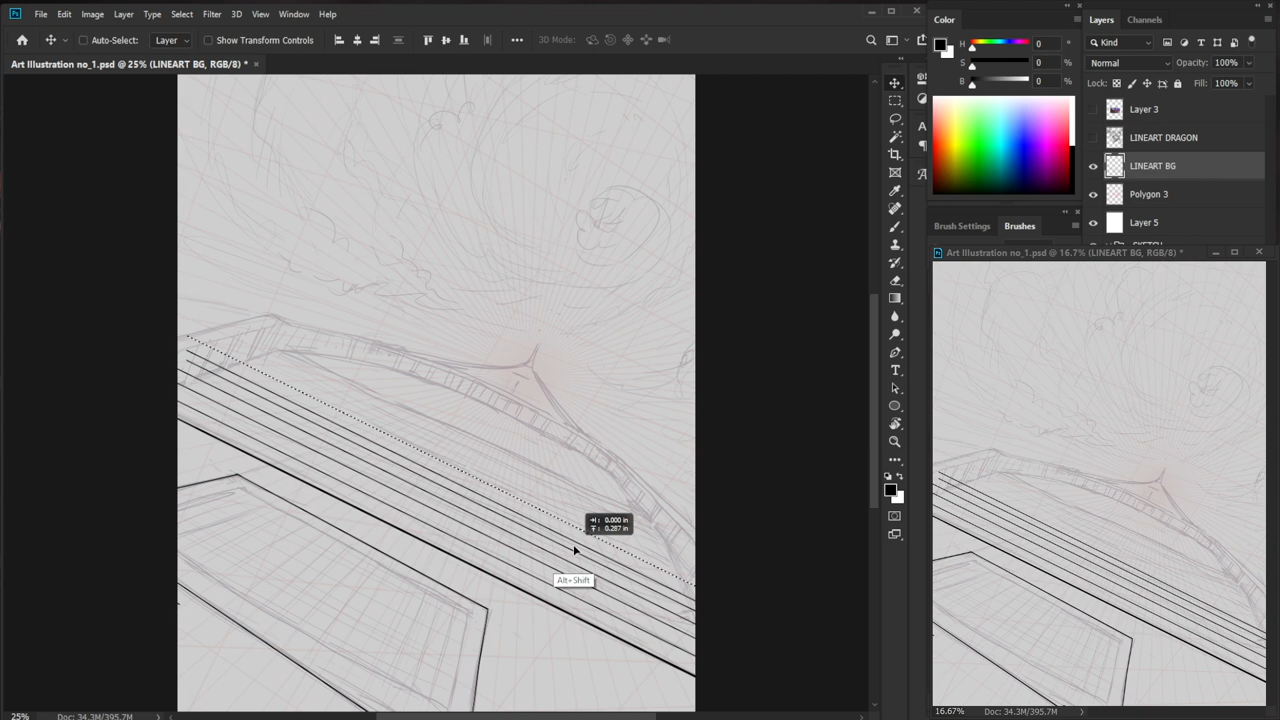 Ps File Edit Image Layer Type Select Filter 3D View Window Help
Auto-Select: Layer Show Transform Controls 3D Mode:
Art Illustration no_1.psd @ 25% (LINEART BG, RGB/8) * ×
0.000 in
0.287 in
Alt+Shift
25% Doc: 34.3M/395.7M
Color
H 0 °
S 0 %
B 0 %
Brush Settings Brushes
Layers Channels
Kind
Normal Opacity: 100%
Lock: Fill: 100%
Layer 3
LINEART DRAGON
LINEART BG
Polygon 3
Layer 5
SKETCH
Ps Art Illustration no_1.psd @ 16.7% (LINEART BG, RGB/8) *
16.67% Doc: 34.3M/395.7M